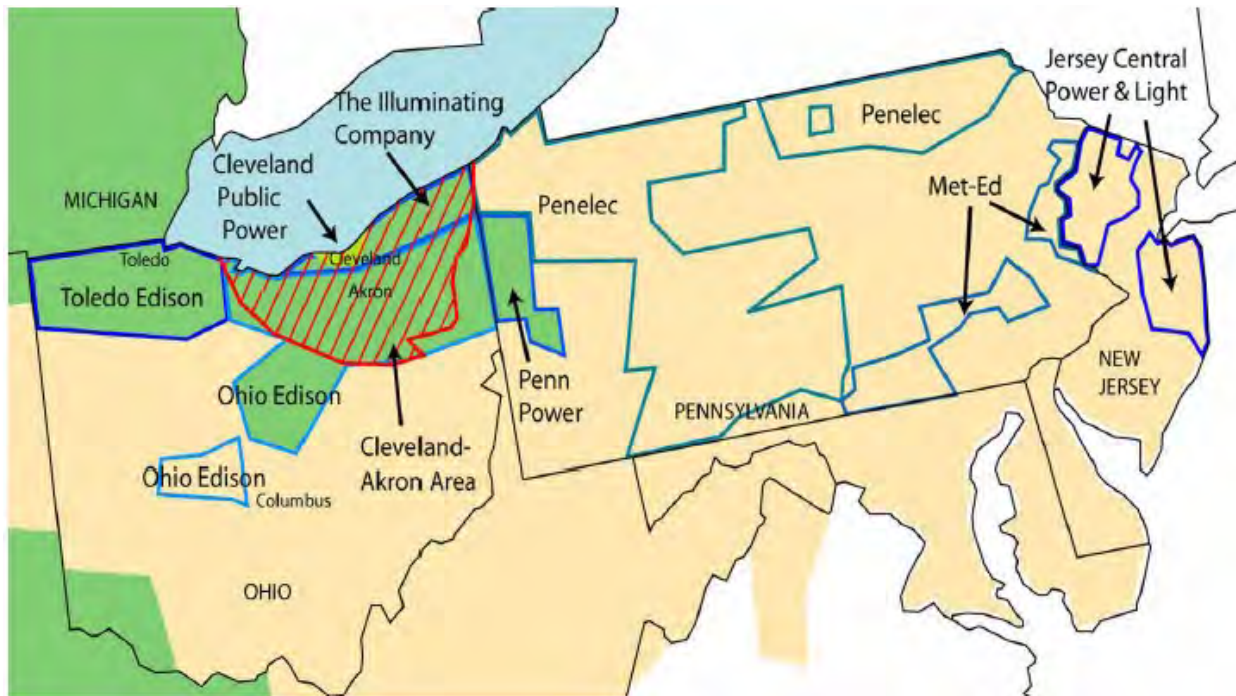 Jersey Central
Power & Light
The Illuminating
Company
Penelec
Cleveland
Public
Power
MICHIGAN
Met-Ed
Penelec
Toledo
Cleveland
Toledo Edison
Akron
NEW
JERSEY
Penn
Power
Ohio Edison
PENNSYLVANIA
Cleveland-
Akron Area
Ohio Edison
Columbus
OHIO